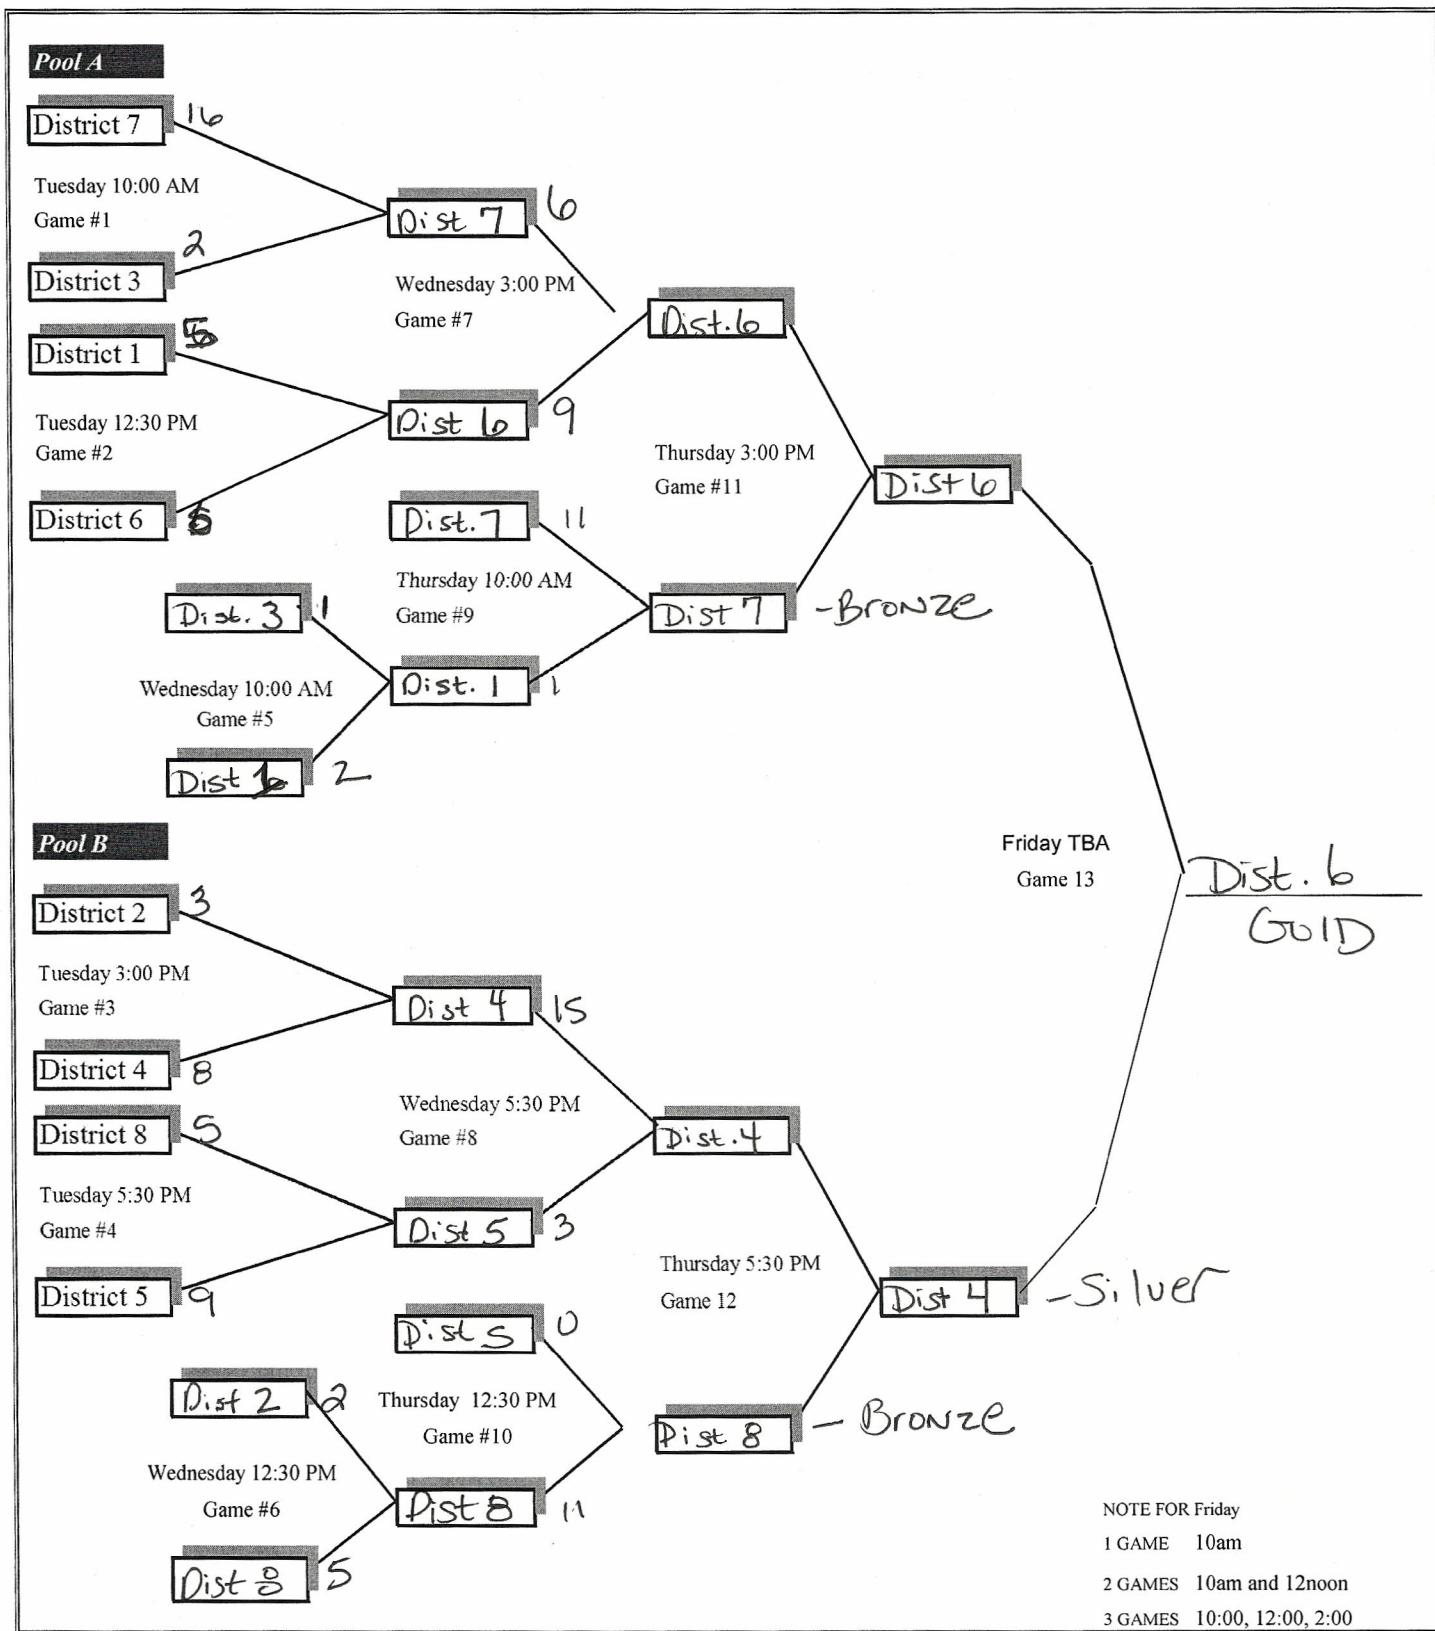 Pool A
District 7 16
Tuesday 10:00 AM
Game #1
District 3 2
Dist 7 6
Wednesday 3:00 PM
Game #7
District 1
Tuesday 12:30 PM
Game #2
District 6
Dist 6 9
Dist. 6
Thursday 3:00 PM
Game #11
Dist 6
Dist. 7 11
Thursday 10:00 AM
Game #9
Dist. 1 1
Dist 7 -Bronze
Dist. 3 1
Wednesday 10:00 AM
Game #5
Dist 2
Pool B
District 2 3
Tuesday 3:00 PM
Game #3
District 4 8
Dist 4 15
Wednesday 5:30 PM
Game #8
District 8 5
Tuesday 5:30 PM
Game #4
District 5 9
Dist 5 3
Dist. 4
Thursday 5:30 PM
Game 12
Dist 4 -Silver
Dist 5 0
Thursday 12:30 PM
Game #10
Dist 8 11
Dist 8 - Bronze
Dist 2 2
Wednesday 12:30 PM
Game #6
Dist 8 5
Friday TBA
Game 13
Dist. 6
GOlD
NOTE FOR Friday
1 GAME 10am
2 GAMES 10am and 12noon
3 GAMES 10:00, 12:00, 2:00